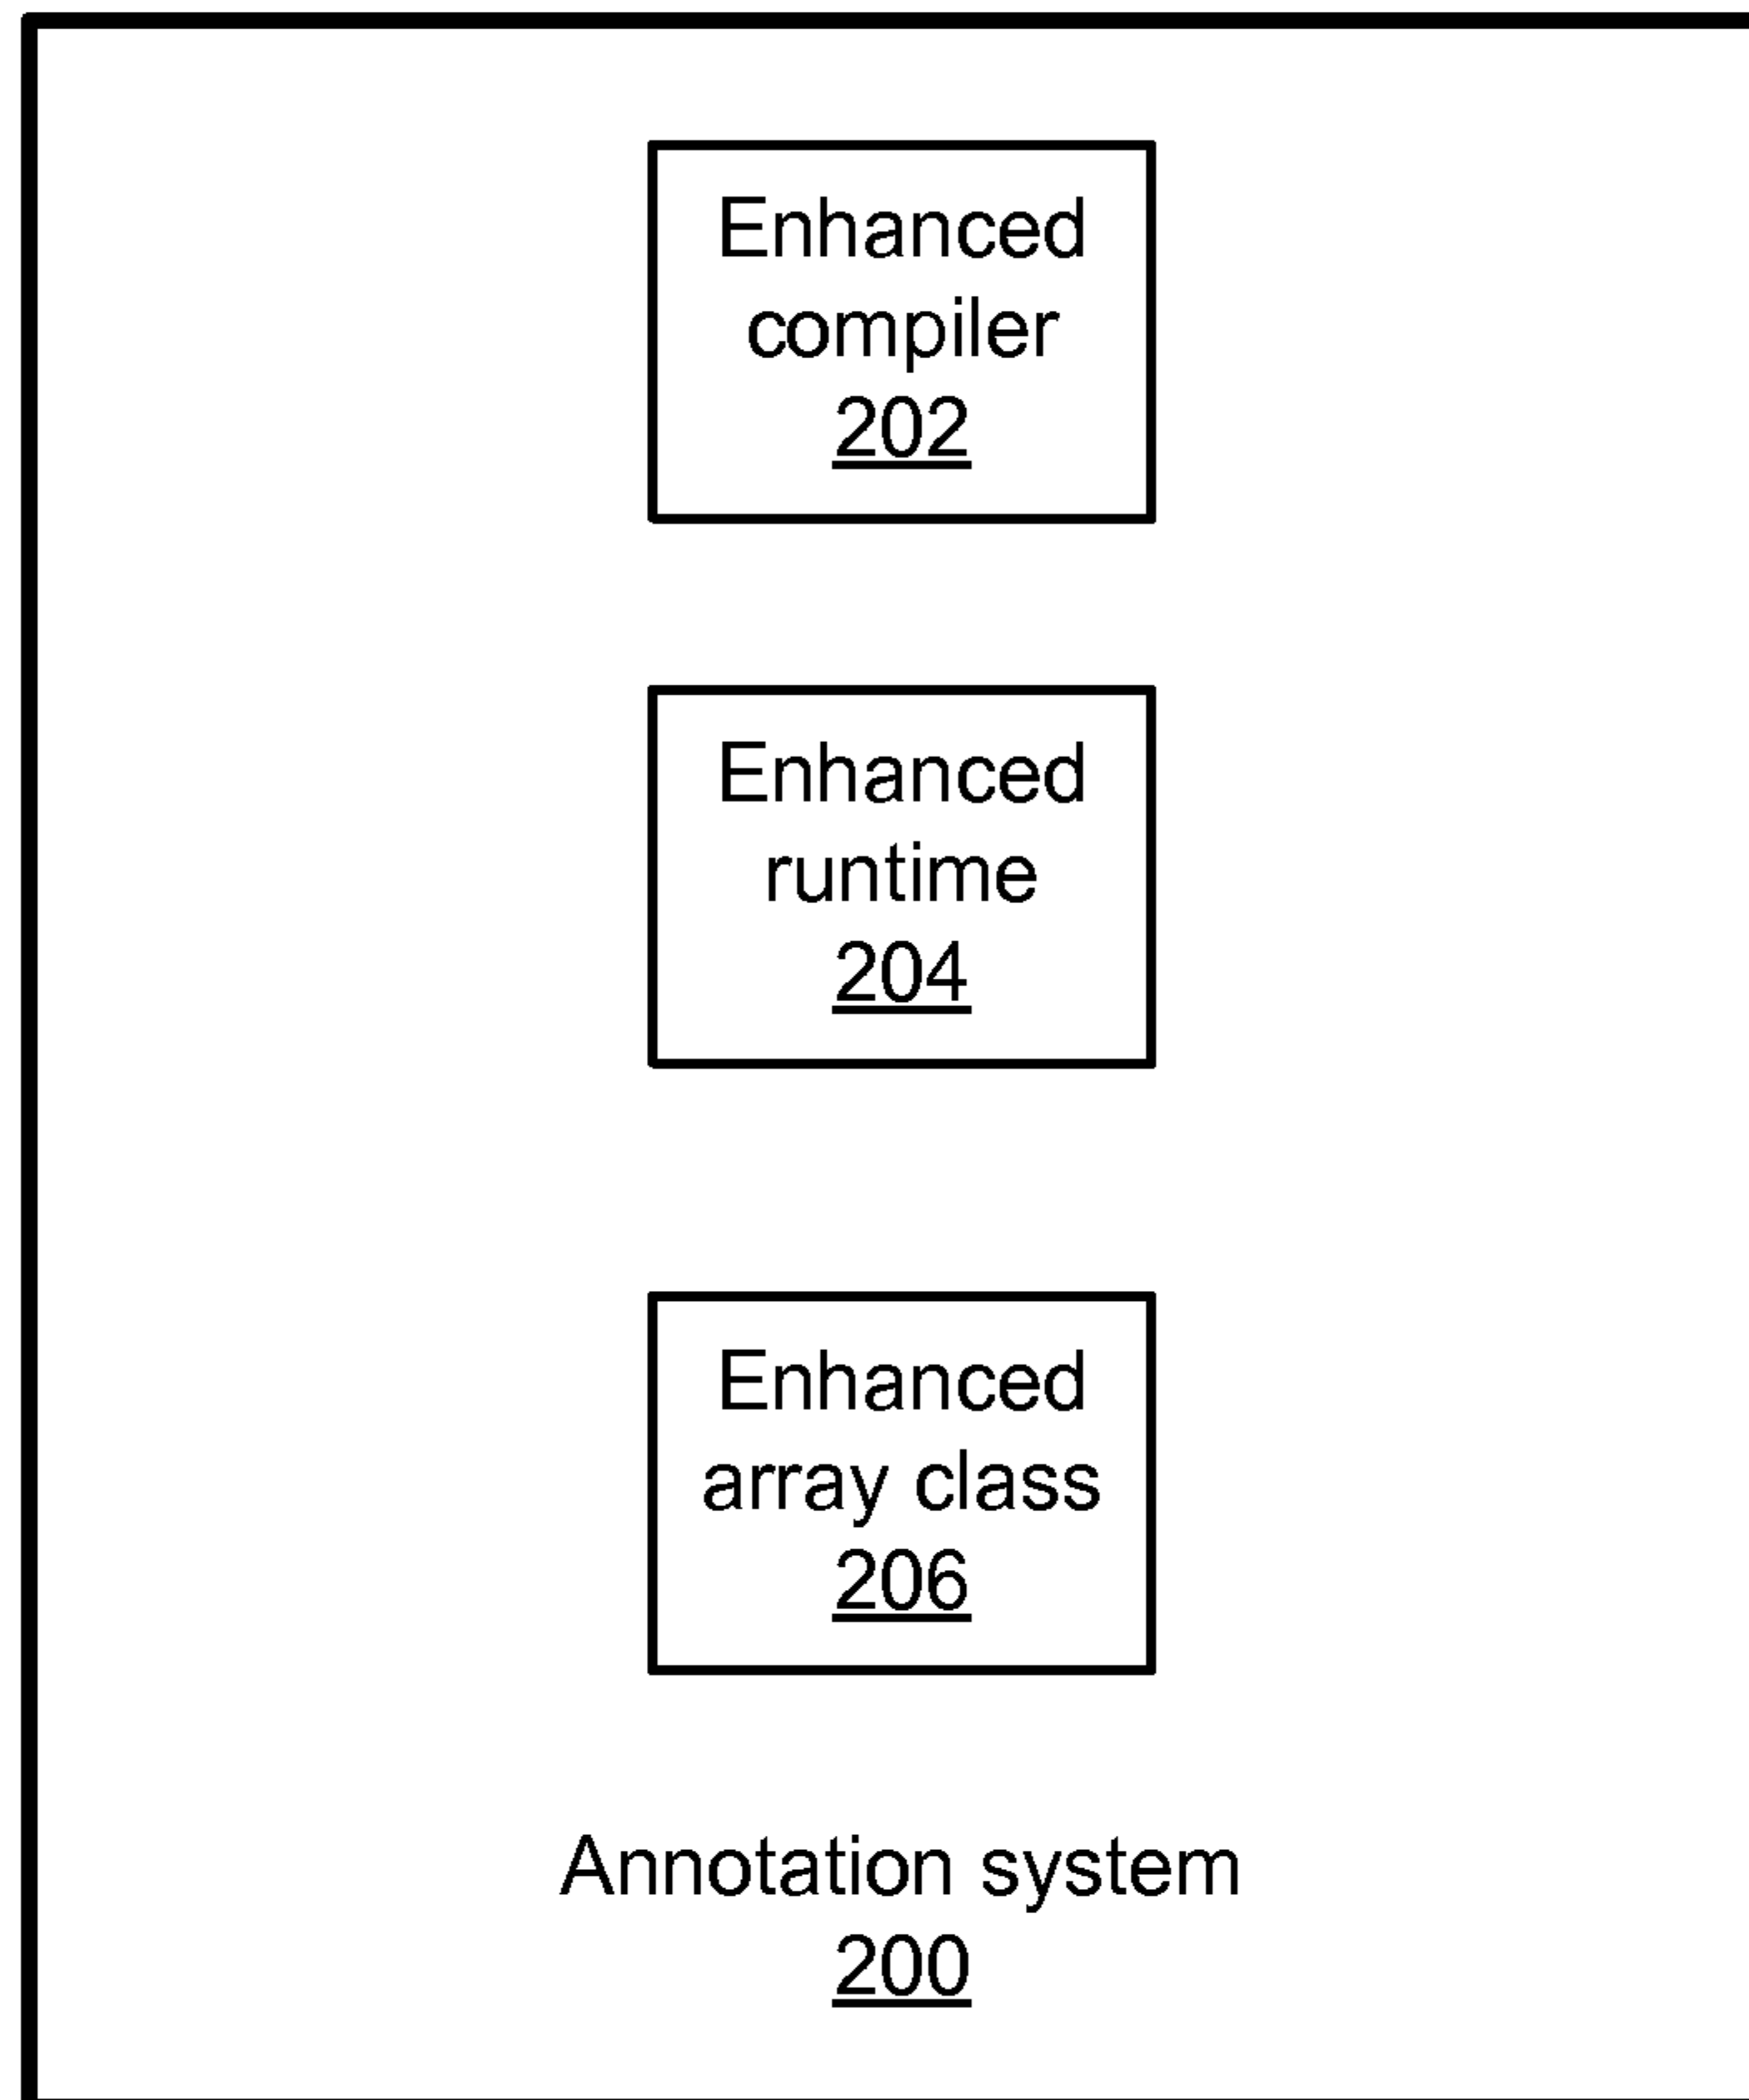 Enhanced
compiler
202
Enhanced
runtime
204
Enhanced
array class
206
Annotation system
200